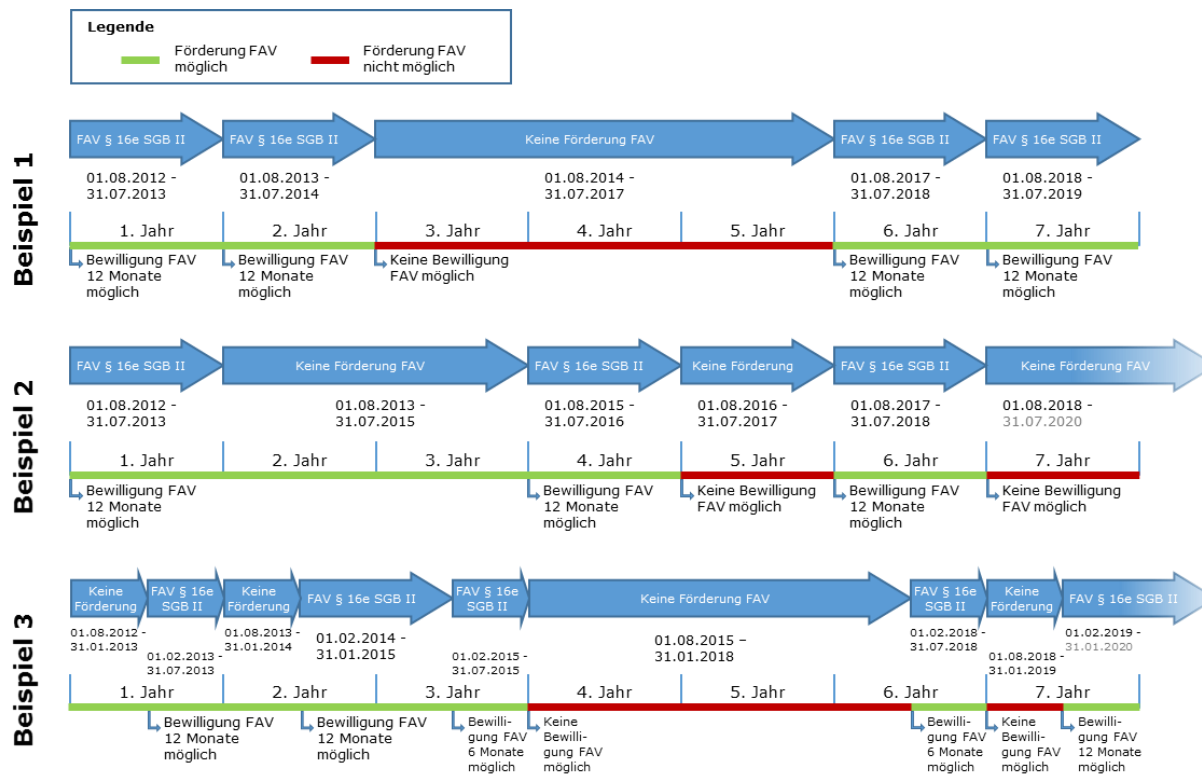 Legende
Förderung FAV
möglich
Förderung FAV
nicht möglich
Beispiel 1
FAV § 16e SGB II
FAV § 16e SGB II
Keine Förderung FAV
FAV § 16e SGB II
FAV § 16e SGB II
01.08.2012 -
31.07.2013
01.08.2013 -
31.07.2014
01.08.2014 -
31.07.2017
01.08.2017 -
31.07.2018
01.08.2018 -
31.07.2019
1. Jahr
2. Jahr
3. Jahr
4. Jahr
5. Jahr
6. Jahr
7. Jahr
Bewilligung FAV
12 Monate
möglich
Bewilligung FAV
12 Monate
möglich
Keine Bewilligung
FAV möglich
Bewilligung FAV
12 Monate
möglich
Bewilligung FAV
12 Monate
möglich
Beispiel 2
FAV § 16e SGB II
Keine Förderung FAV
FAV § 16e SGB II
Keine Förderung
FAV § 16e SGB II
Keine Förderung FAV
01.08.2012 -
31.07.2013
01.08.2013 -
31.07.2015
01.08.2015 -
31.07.2016
01.08.2016 -
31.07.2017
01.08.2017 -
31.07.2018
01.08.2018 -
31.07.2020
1. Jahr
2. Jahr
3. Jahr
4. Jahr
5. Jahr
6. Jahr
7. Jahr
Bewilligung FAV
12 Monate
möglich
Bewilligung FAV
12 Monate
möglich
Keine Bewilligung
FAV möglich
Bewilligung FAV
12 Monate
möglich
Keine Bewilligung
FAV möglich
Beispiel 3
Keine
Förderung
FAV § 16e
SGB II
Keine
Förderung
FAV § 16e SGB II
FAV § 16e
SGB II
Keine Förderung FAV
FAV § 16e
SGB II
Keine
Förderung
FAV § 16e SGB II
01.08.2012 -
31.01.2013
01.02.2013 -
31.07.2013
01.08.2013 -
31.01.2014
01.02.2014 -
31.01.2015
01.02.2015 -
31.07.2015
01.08.2015 –
31.01.2018
01.02.2018 -
31.07.2018
01.08.2018 -
31.01.2019
01.02.2019 -
31.01.2020
1. Jahr
2. Jahr
3. Jahr
4. Jahr
5. Jahr
6. Jahr
7. Jahr
Bewilligung FAV
12 Monate
möglich
Bewilligung FAV
12 Monate
möglich
Bewilli-
gung FAV
6 Monate
möglich
Keine
Bewilli-
gung FAV
möglich
Bewilli-
gung FAV
6 Monate
möglich
Keine
Bewilli-
gung FAV
möglich
Bewilli-
gung FAV
12 Monate
möglich